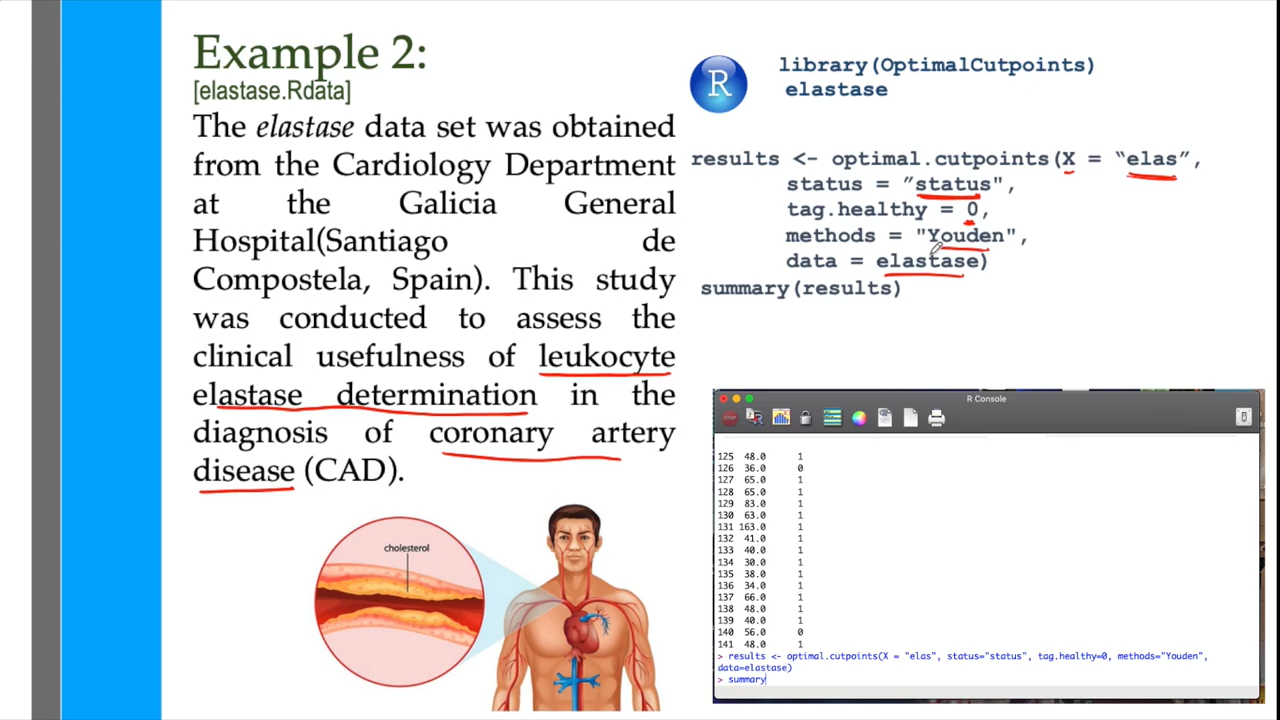 Example 2:
[elastase.Rdata]
The elastase data set was obtained
from the Cardiology Department
at the Galicia General
Hospital(Santiago de
Compostela, Spain). This study
was conducted to assess the
clinical usefulness of leukocyte
elastase determination in the
diagnosis of coronary artery
disease (CAD).
cholesterol
R
library(OptimalCutpoints)
elastase
results <- optimal.cutpoints(X = “elas”,
status = ”status",
tag.healthy = 0,
methods = "Youden",
data = elastase)
summary(results)
R Console
STOP
R
125 48.0 1
126 36.0 0
127 65.0 1
128 65.0 1
129 83.0 1
130 63.0 1
131 163.0 1
132 41.0 1
133 40.0 1
134 30.0 1
135 38.0 1
136 34.0 1
137 66.0 1
138 48.0 1
139 40.0 1
140 56.0 0
141 48.0 1
> results <- optimal.cutpoints(X = "elas", status="status", tag.healthy=0, methods="Youden",
data=elastase)
> summary